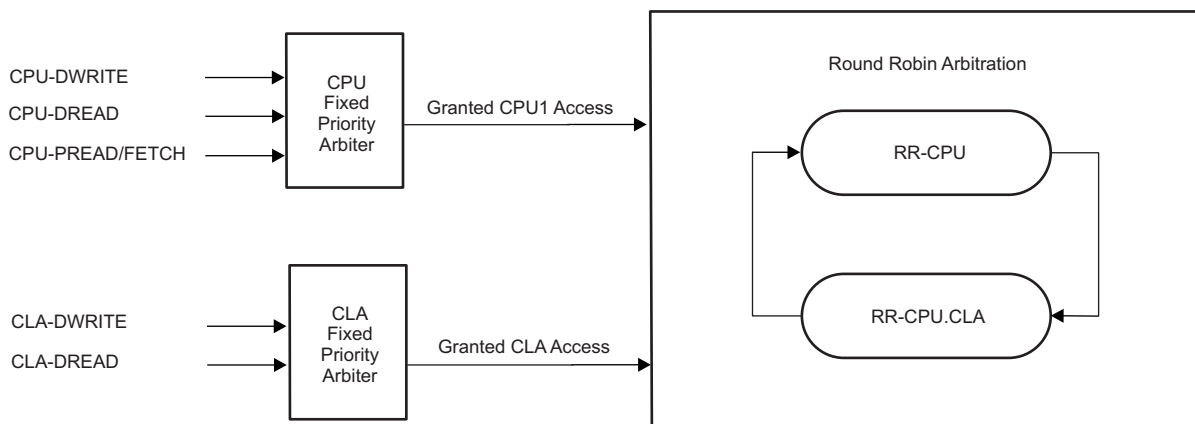 CPU-DWRITE
CPU-DREAD
CPU-PREAD/FETCH
CPU
Fixed
Priority
Arbiter
Granted CPU1 Access
CLA-DWRITE
CLA-DREAD
CLA
Fixed
Priority
Arbiter
Granted CLA Access
Round Robin Arbitration
RR-CPU
RR-CPU.CLA